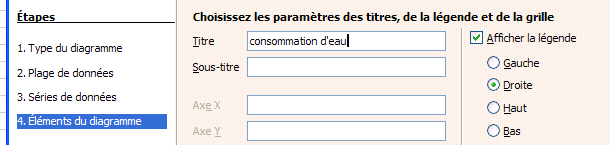 Étapes
1. Type du diagramme
2. Plage de données
3. Séries de données
4. Éléments du diagramme
Choisissez les paramètres des titres, de la légende et de la grille
Titre
consommation d'eau
Sous-titre
Axe X
Axe Y
Afficher la légende
Gauche
Droite
Haut
Bas